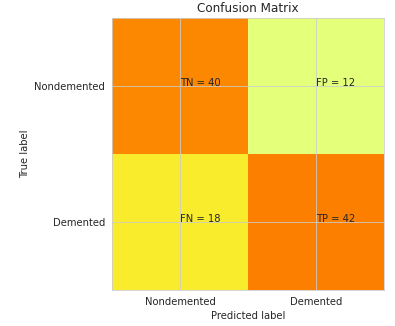 Confusion Matrix
Nondemented
TN = 40
FP = 12
True label
Demented
FN = 18
TP = 42
Nondemented
Demented
Predicted label